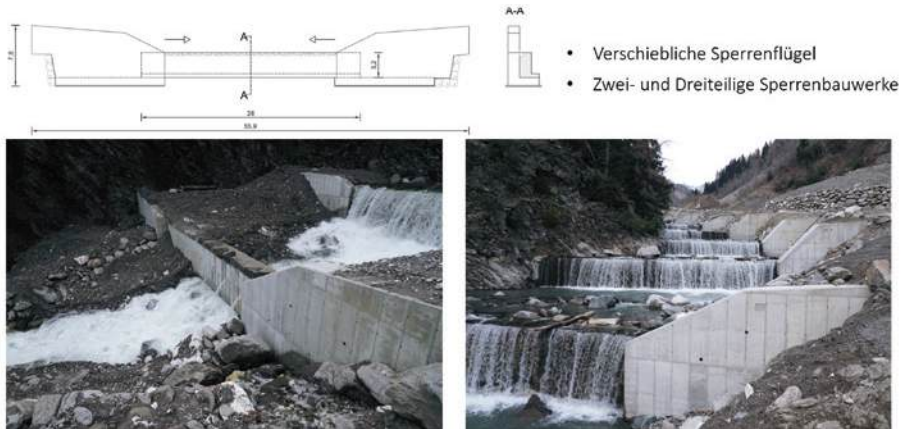 A-A
A
7,5
3,2
A
26
55,9
• Verschiebliche Sperrenflügel
• Zwei- und Dreiteilige Sperrenbauwerke